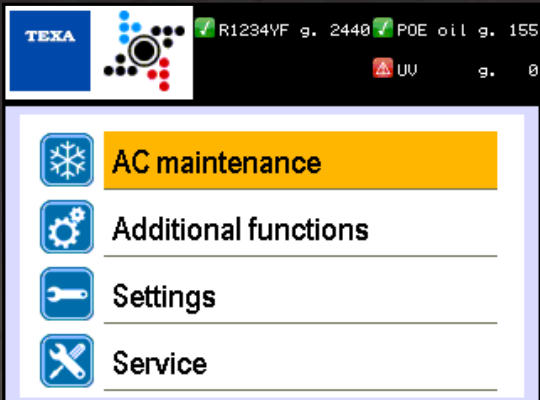 TEXA
R1234YF g. 2440
POE oil g. 155
UV g. 0
AC maintenance
Additional functions
Settings
Service